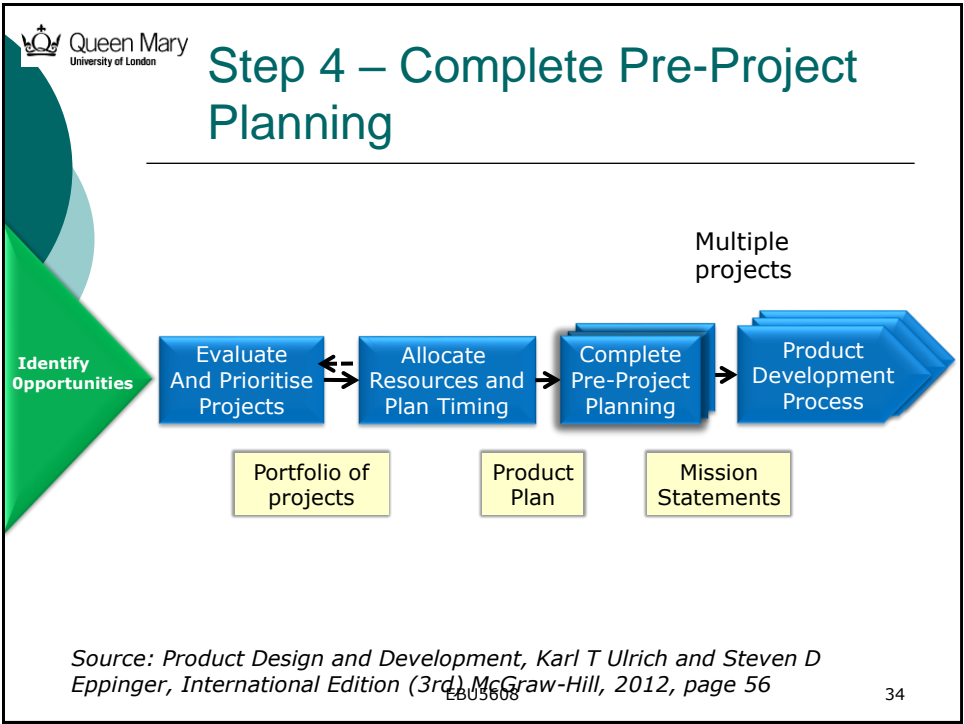 Queen Mary
University of London
Step 4 – Complete Pre-Project
Planning
Multiple
projects
Identify
0pportunities
Evaluate
And Prioritise
Projects
Allocate
Resources and
Plan Timing
Complete
Pre-Project
Planning
Product
Development
Process
Portfolio of
projects
Product
Plan
Mission
Statements
Source: Product Design and Development, Karl T Ulrich and Steven D
Eppinger, International Edition (3rd) McGraw-Hill, 2012, page 56
EBU5608
34